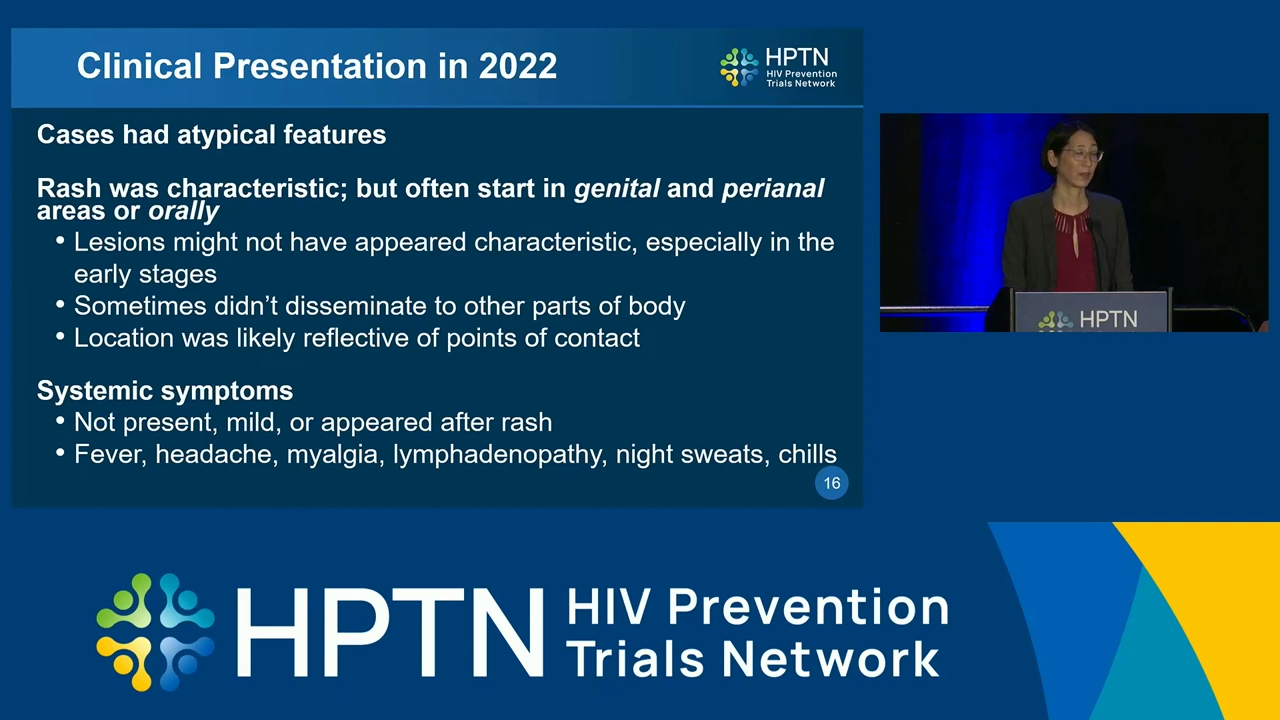 Clinical Presentation in 2022
HPTN
HIV Prevention
Trials Network
Cases had atypical features
Rash was characteristic; but often start in genital and perianal
areas or orally
• Lesions might not have appeared characteristic, especially in the
early stages
• Sometimes didn't disseminate to other parts of body
• Location was likely reflective of points of contact
Systemic symptoms
• Not present, mild, or appeared after rash
• Fever, headache, myalgia, lymphadenopathy, night sweats, chills
16
HPTN
HPTN
HIV Prevention
Trials Network